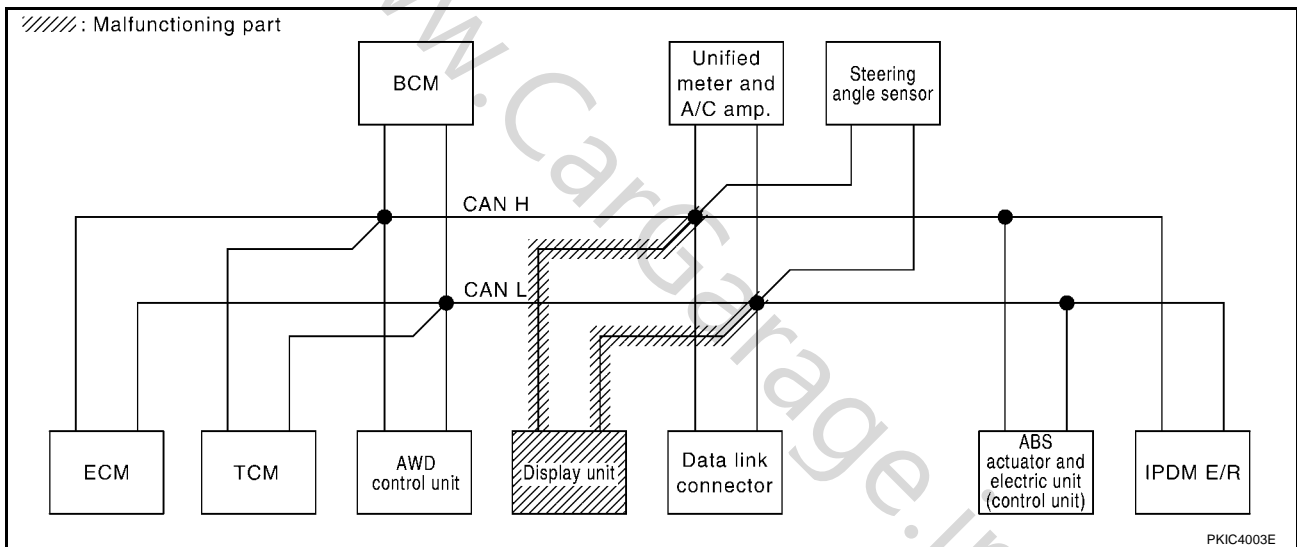 : Malfunctioning part
BCM
Unified
meter and
A/C amp.
Steering
angle sensor
CAN H
CAN L
ECM
TCM
AWD
control unit
Display unit
Data link
connector
ABS
actuator and
electric unit
(control unit)
IPDM E/R
PKIC4003E
www.CarGarage.ir